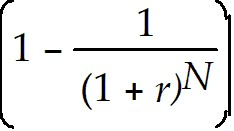 (1 - 1/(1 + r)^N)